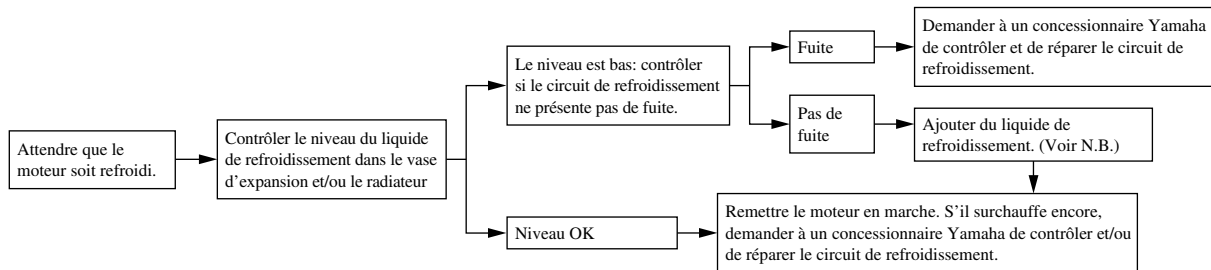 Attendre que le
moteur soit refroidi.
Contrôler le niveau du liquide
de refroidissement dans le vase
d’expansion et/ou le radiateur
Le niveau est bas: contrôler
si le circuit de refroidissement
ne présente pas de fuite.
Fuite
Demander à un concessionnaire Yamaha
de contrôler et de réparer le circuit de
refroidissement.
Pas de
fuite
Ajouter du liquide de
refroidissement. (Voir N.B.)
Niveau OK
Remettre le moteur en marche. S’il surchauffe encore,
demander à un concessionnaire Yamaha de contrôler et/ou
de réparer le circuit de refroidissement.